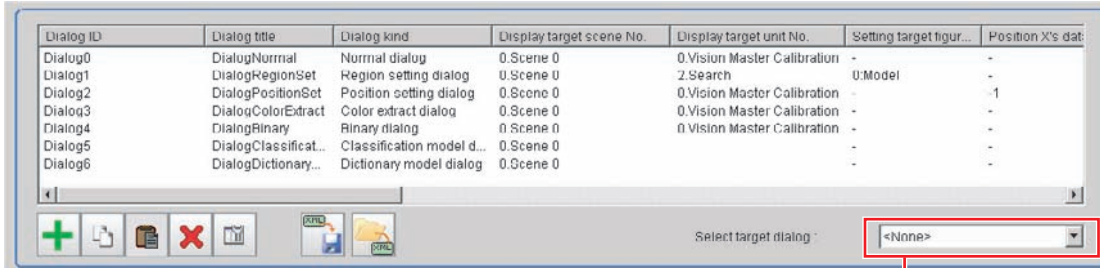 Dialog ID Dialog title Dialog kind Display target scene No. Display target unit No. Setting target figur... Position X's dat
Dialog0 DialogNormal Normal dialog 0.Scene 0 0.Vision Master Calibration - -
Dialog1 DialogRegionSet Region setting dialog 0.Scene 0 2.Search 0:Model -
Dialog2 DialogPositionSet Position setting dialog 0.Scene 0 0.Vision Master Calibration - -1
Dialog3 DialogColorExtract Color extract dialog 0.Scene 0 0.Vision Master Calibration - -
Dialog4 DialogBinary Binary dialog 0.Scene 0 0.Vision Master Calibration - -
Dialog5 DialogClassificat... Classification model d... 0.Scene 0 - -
Dialog6 DialogDictionary... Dictionary model dialog 0.Scene 0 - -
XML
XML
Select target dialog : <None>